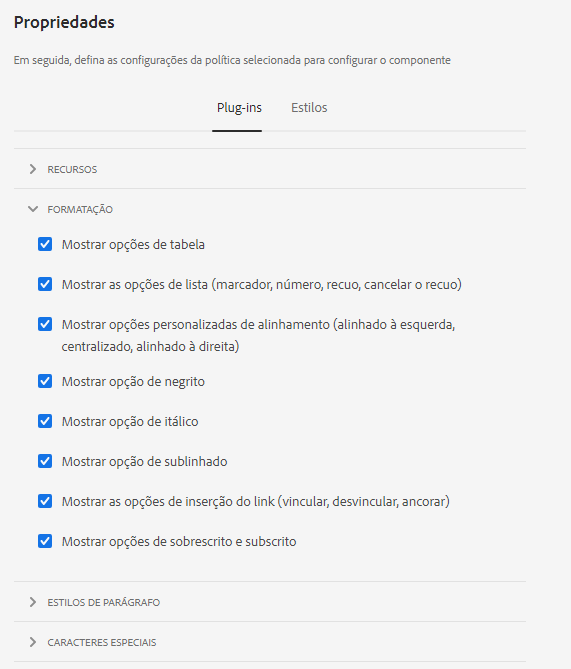 Propriedades
Em seguida, defina as configurações da política selecionada para configurar o componente
Plug-ins Estilos
RECURSOS
FORMATAÇÃO
Mostrar opções de tabela
Mostrar as opções de lista (marcador, número, recuo, cancelar o recuo)
Mostrar opções personalizadas de alinhamento (alinhado à esquerda,
centralizado, alinhado à direita)
Mostrar opção de negrito
Mostrar opção de itálico
Mostrar opção de sublinhado
Mostrar as opções de inserção do link (vincular, desvincular, ancorar)
Mostrar opções de sobrescrito e subscrito
ESTILOS DE PARÁGRAFO
CARACTERES ESPECIAIS